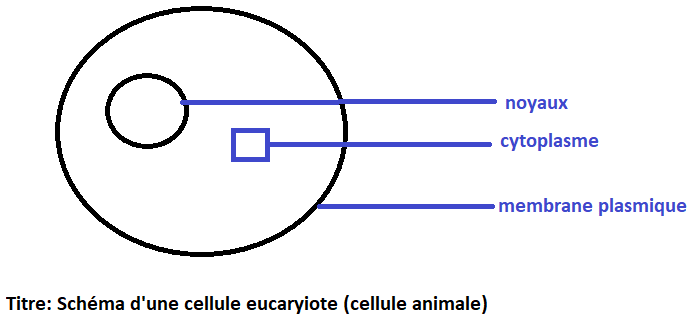 noyaux
cytoplasme
membrane plasmique
Titre: Schéma d'une cellule eucaryiote (cellule animale)